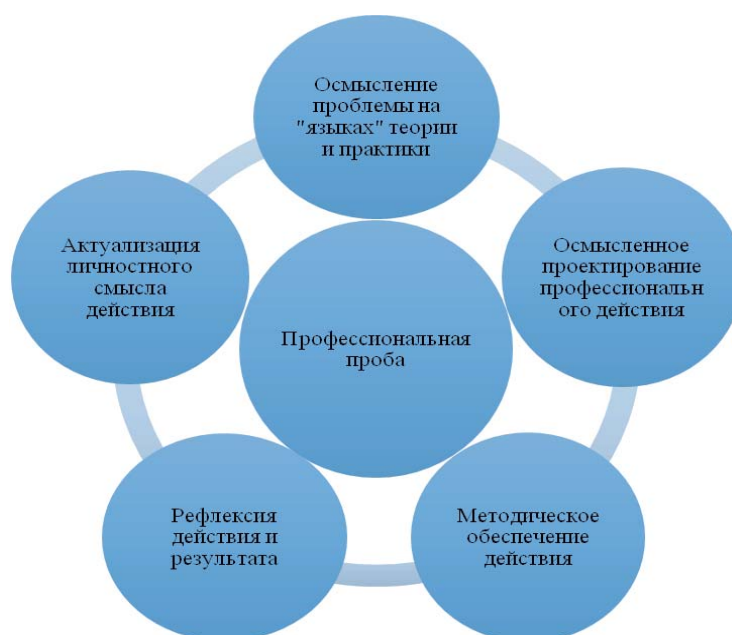 Осмысление
проблемы на
"языках" теории
и практики
Осмысленное
проектирование
профессиональн
ого действия
Методическое
обеспечение
действия
Рефлексия
действия и
результата
Актуализация
личностного
смысла
действия
Профессиональная
проба